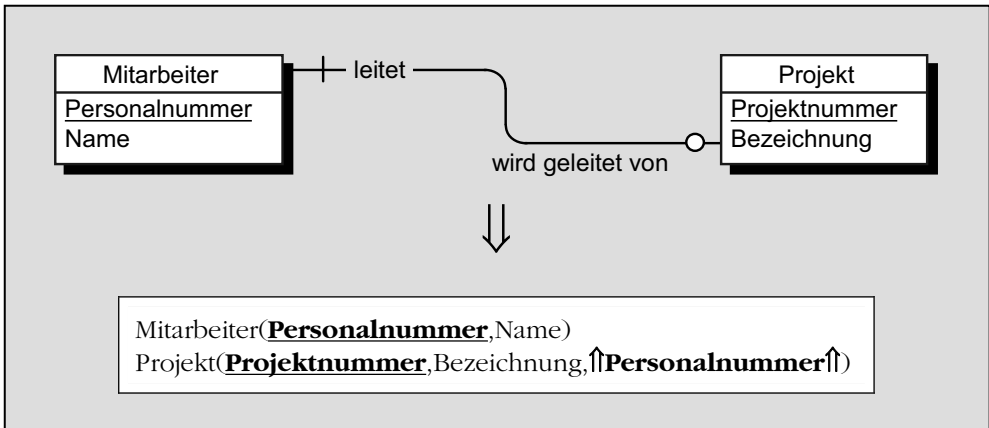 Mitarbeiter
Personalnummer
Name
leitet
Projekt
Projektnummer
Bezeichnung
wird geleitet von
Mitarbeiter(Personalnummer,Name)
Projekt(Projektnummer,Bezeichnung,⇑Personalnummer⇑)